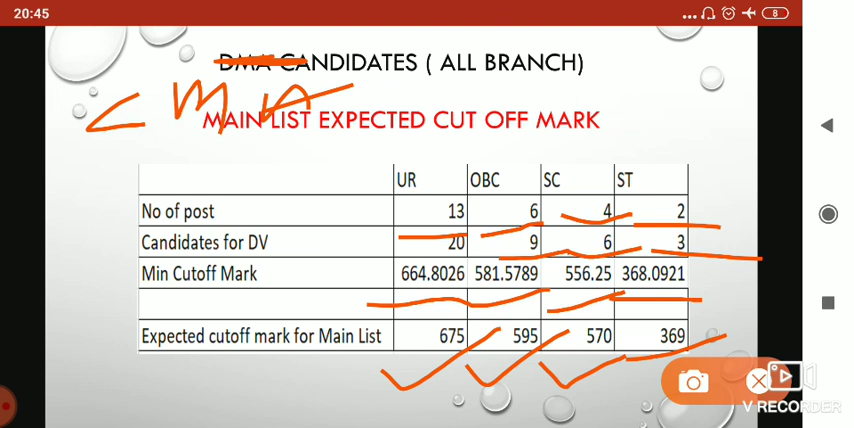 20:45
8
DMA CANDIDATES ( ALL BRANCH)
CMA
MAIN LIST EXPECTED CUT OFF MARK
UR OBC SC ST
No of post 13 6 4 2
Candidates for DV 20 9 6 3
Min Cutoff Mark 664.8026 581.5789 556.25 368.0921
Expected cutoff mark for Main List 675 595 570 369
V RECORDER